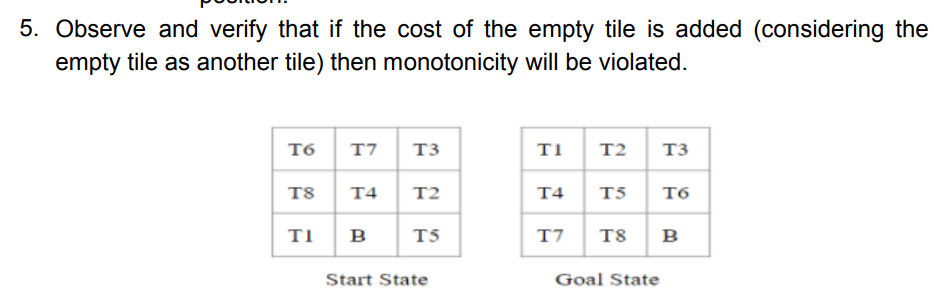 5. Observe and verify that if the cost of the empty tile is added (considering the
empty tile as another tile) then monotonicity will be violated.
T6 T7 T3
T8 T4 T2
T1 B T5
Start State
T1 T2 T3
T4 T5 T6
T7 T8 B
Goal State